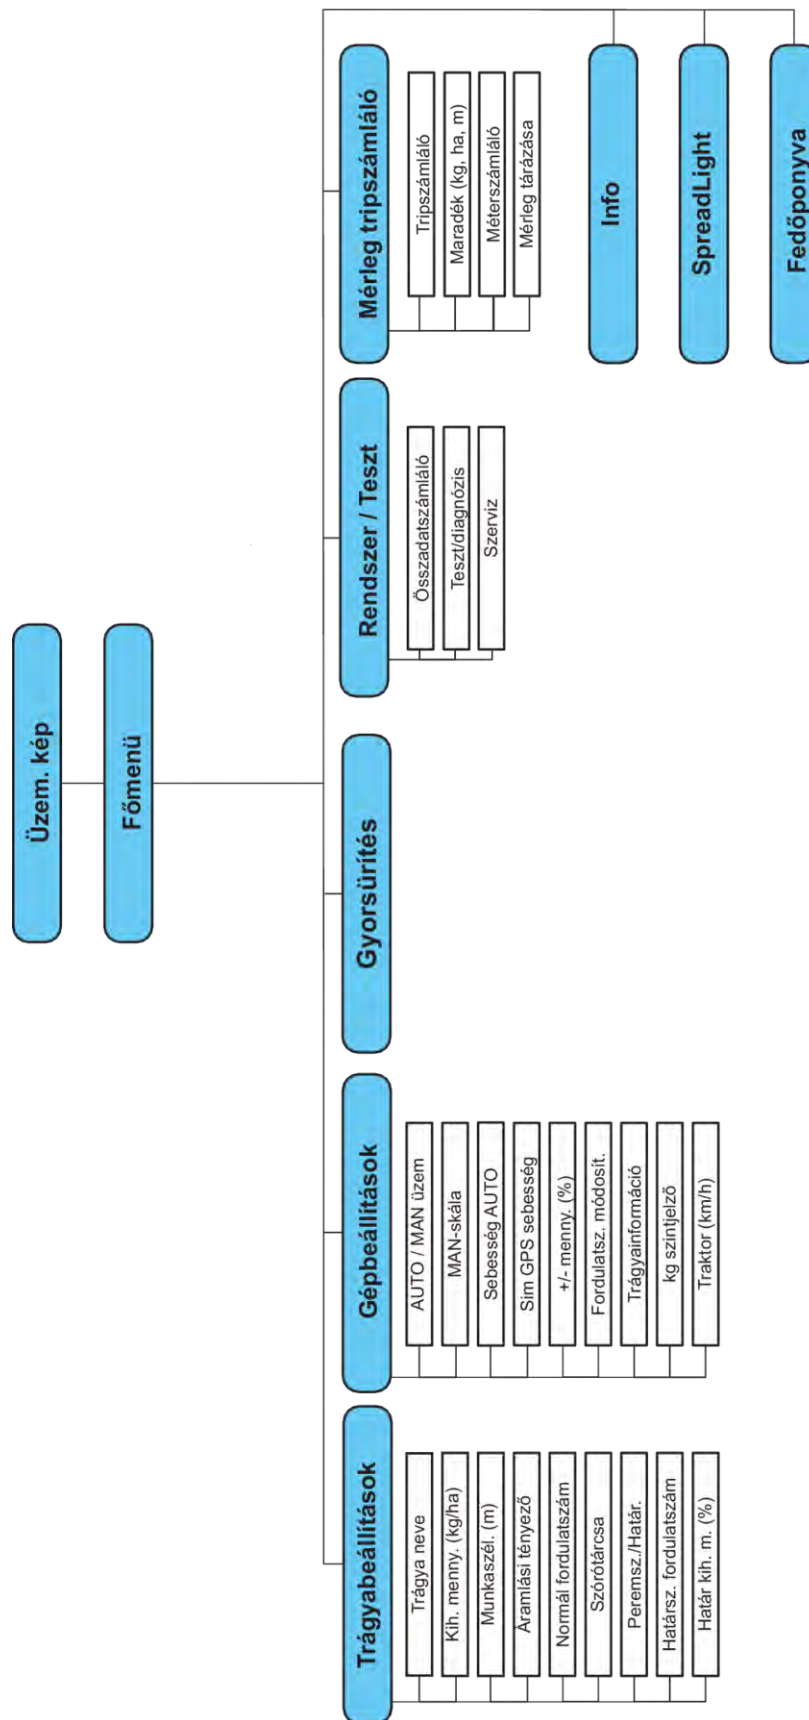 Üzem. kép
Főmenü
Trágyabeállítások
Trágya neve
Kih. menny. (kg/ha)
Munkaszél. (m)
Áramlási tényező
Normál fordulatszám
Szórótárcsa
Peremsz./Határ.
Határsz. fordulatszám
Határ kih. m. (%)
Gépbeállítások
AUTO / MAN üzem
MAN-skála
Sebesség AUTO
Sim GPS sebesség
+/- menny. (%)
Fordulatsz. módosít.
Trágyainformáció
kg szintjelző
Traktor (km/h)
Gyorsürítés
Rendszer / Teszt
Összadatszámláló
Teszt/diagnózis
Szerviz
Mérleg tripszámláló
Tripszámláló
Maradék (kg, ha, m)
Méterszámláló
Mérleg tárázása
Info
SpreadLight
Fedőponyva